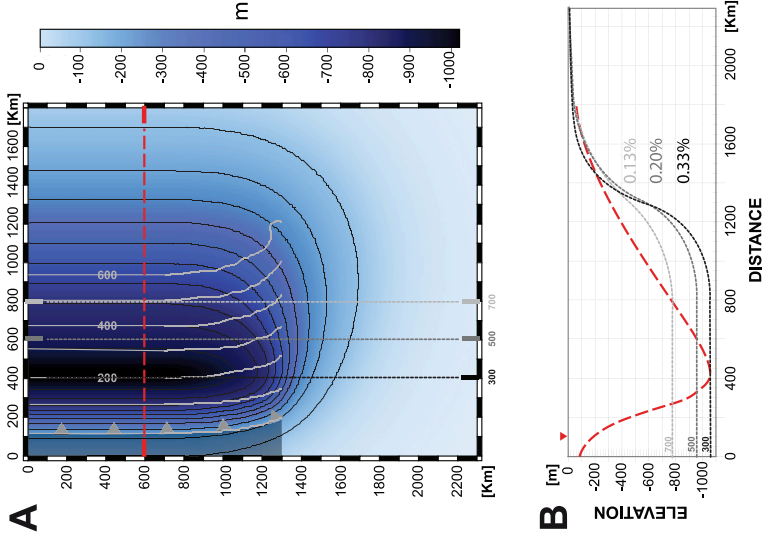 A
m
0 -100 -200 -300 -400 -500 -600 -700 -800 -900 -1000
0 200 400 600 800 1000 1200 1400 1600 [Km]
0 200 400 600 800 1000 1200 1400 1600 1800 2000 2200 [Km]
200 400 600
300 500 700
B
[m] 0 -200 -400 -600 -800 -1000
ELEVATION
0 400 800 1200 1600 2000 [Km]
DISTANCE
0.13%
0.20%
0.33%
700
500
300